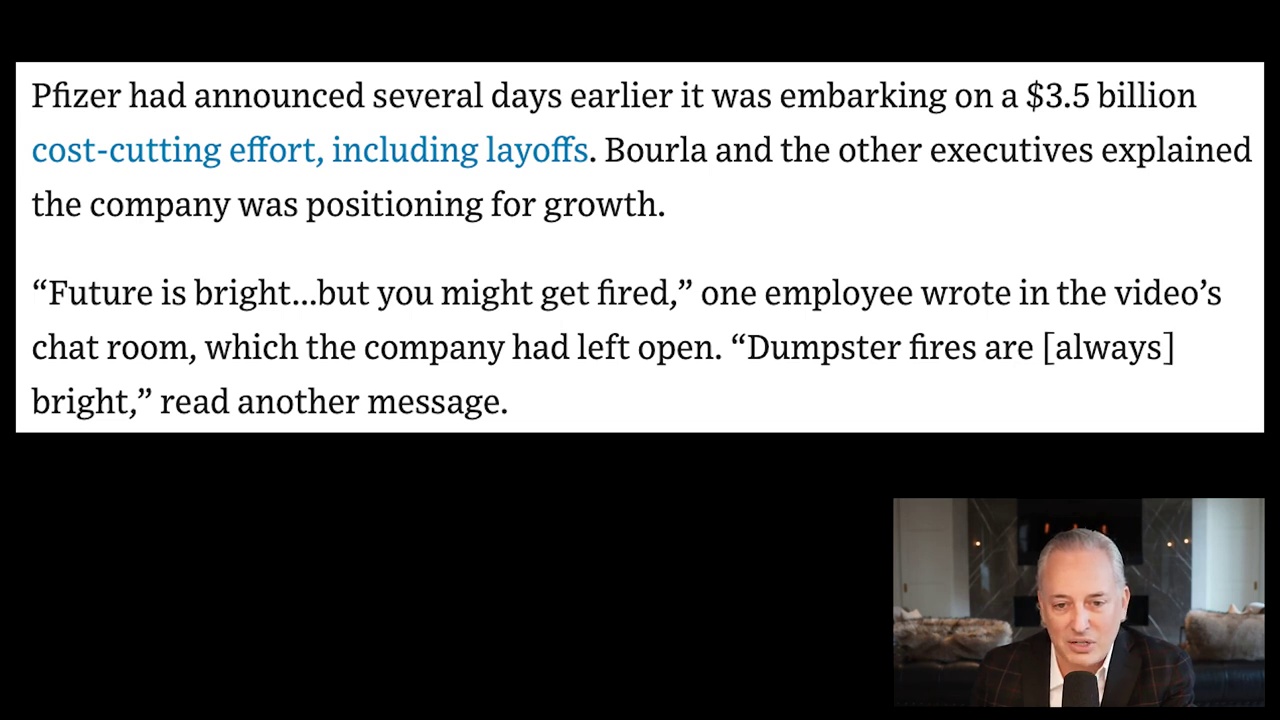 Pfizer had announced several days earlier it was embarking on a $3.5 billion
cost-cutting effort, including layoffs. Bourla and the other executives explained
the company was positioning for growth.
“Future is bright...but you might get fired,” one employee wrote in the video’s
chat room, which the company had left open. “Dumpster fires are [always]
bright,” read another message.